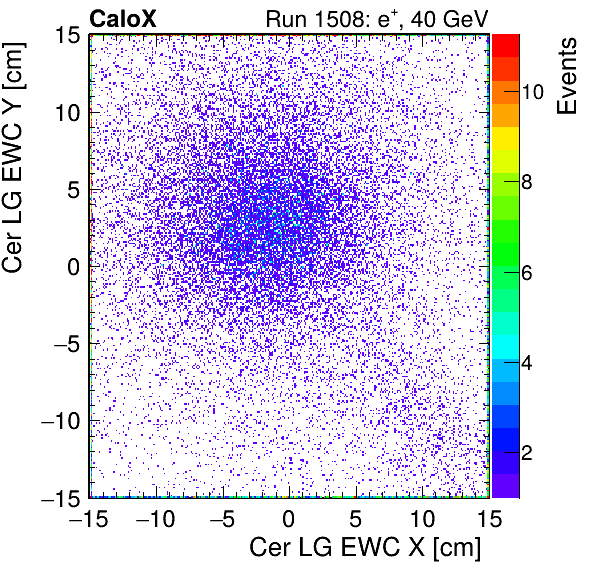 CaloX Run 1508: e⁺, 40 GeV
Cer LG EWC Y [cm]
15
10
5
0
−5
−10
−15
−15 −10 −5 0 5 10 15
Cer LG EWC X [cm]
Events
10
8
6
4
2